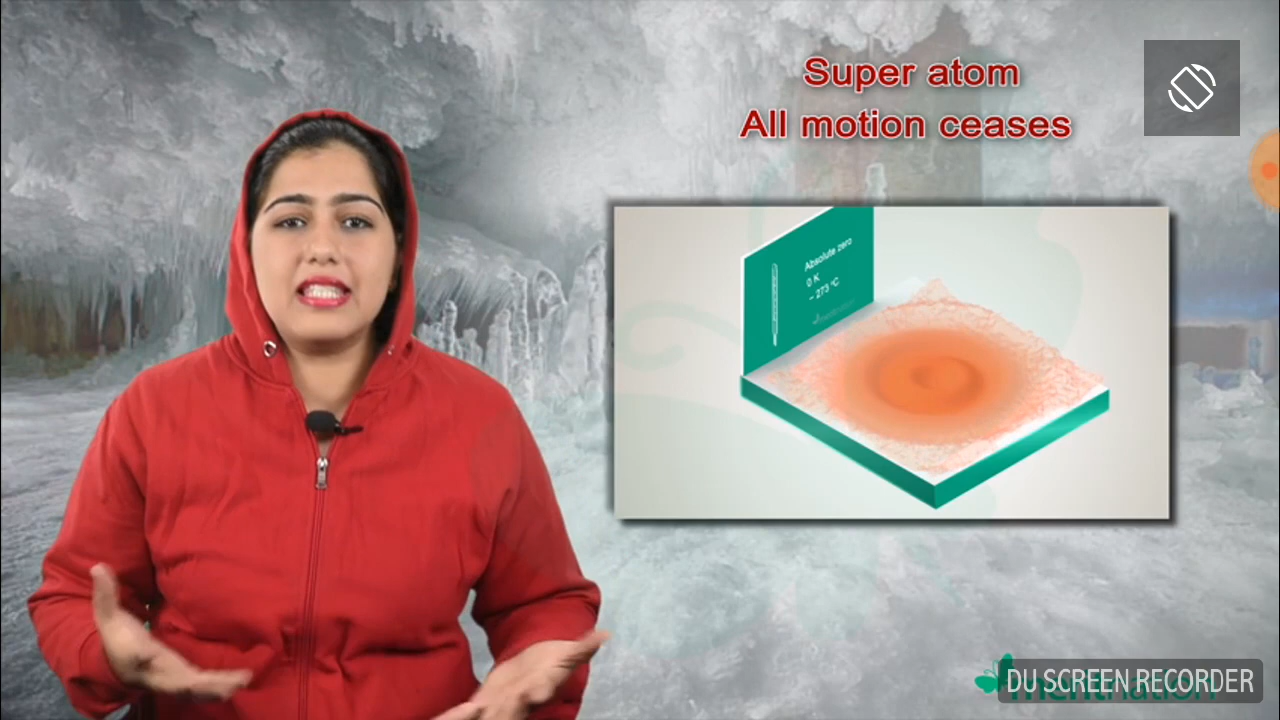 Super atom
All motion ceases
Absolute zero
0 K
- 273 °C
DU SCREEN RECORDER